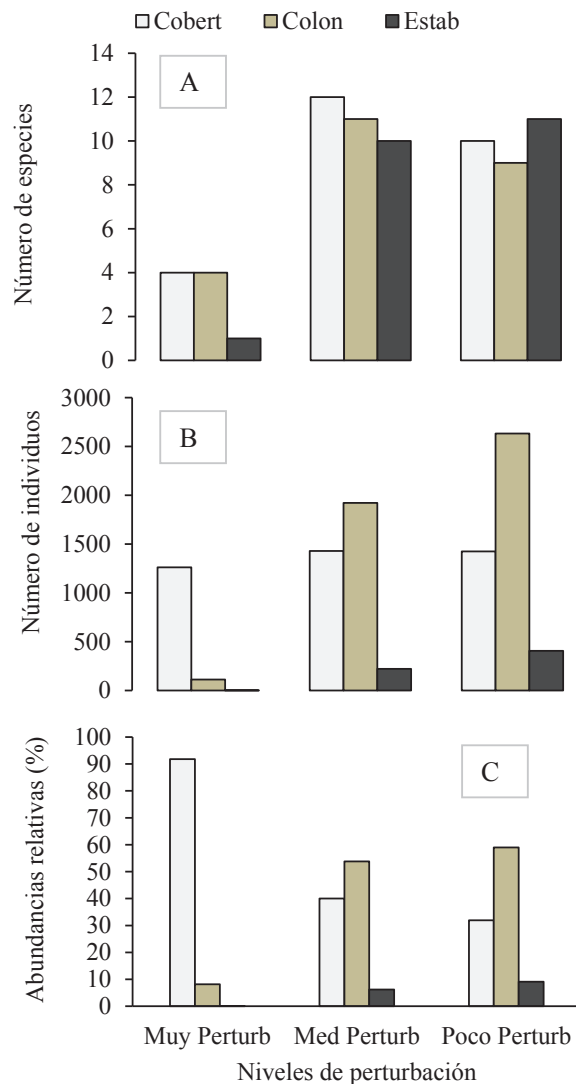 Cobert Colon Estab
A
Número de especies
14
12
10
8
6
4
2
0
B
Número de individuos
3000
2500
2000
1500
1000
500
0
C
Abundancias relativas (%)
100
90
80
70
60
50
40
30
20
10
0
Muy Perturb Med Perturb Poco Perturb
Niveles de perturbación